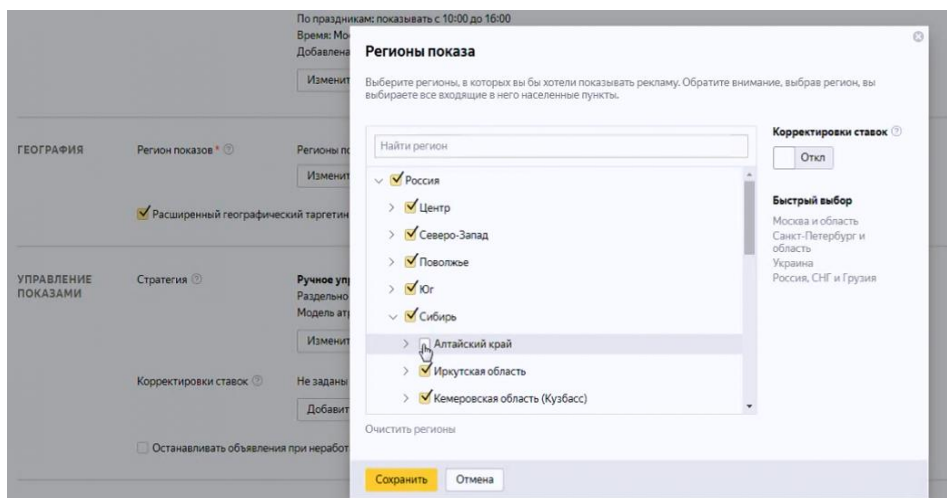 По праздникам: показывать с 10:00 до 16:00
Время:
Добавлена
Изменит
ГЕОГРАФИЯ
Регион показов *
Регионы
Изменит
Расширенный географический таргетин
УПРАВЛЕНИЕ
ПОКАЗАМИ
Стратегия
Ручное
Раздельно
Модель
Изменит
Корректировки ставок
Не заданы
Добавит
Останавливать объявления при неработ
Регионы показа
Выберите регионы, в которых вы бы хотели показывать рекламу. Обратите внимание, выбрав регион, вы
выбираете все входящие в него населенные пункты.
Найти регион
Россия
Центр
Северо-Запад
Поволжье
Юг
Сибирь
Алтайский край
Иркутская область
Кемеровская область (Кузбасс)
Очистить регионы
Корректировки ставок
Откл
Быстрый выбор
Москва и область
Санкт-Петербург и
область
Украина
Россия, СНГ и Грузия
Сохранить
Отмена